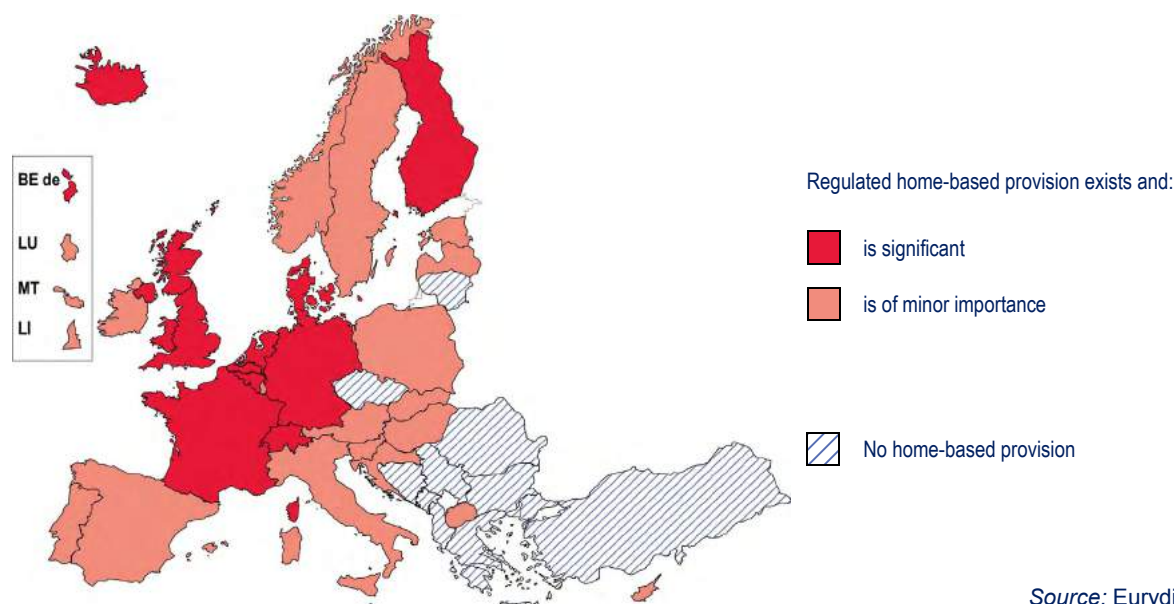 BE de
LU
MT
LI
Regulated home-based provision exists and:
is significant
is of minor importance
No home-based provision
Source: